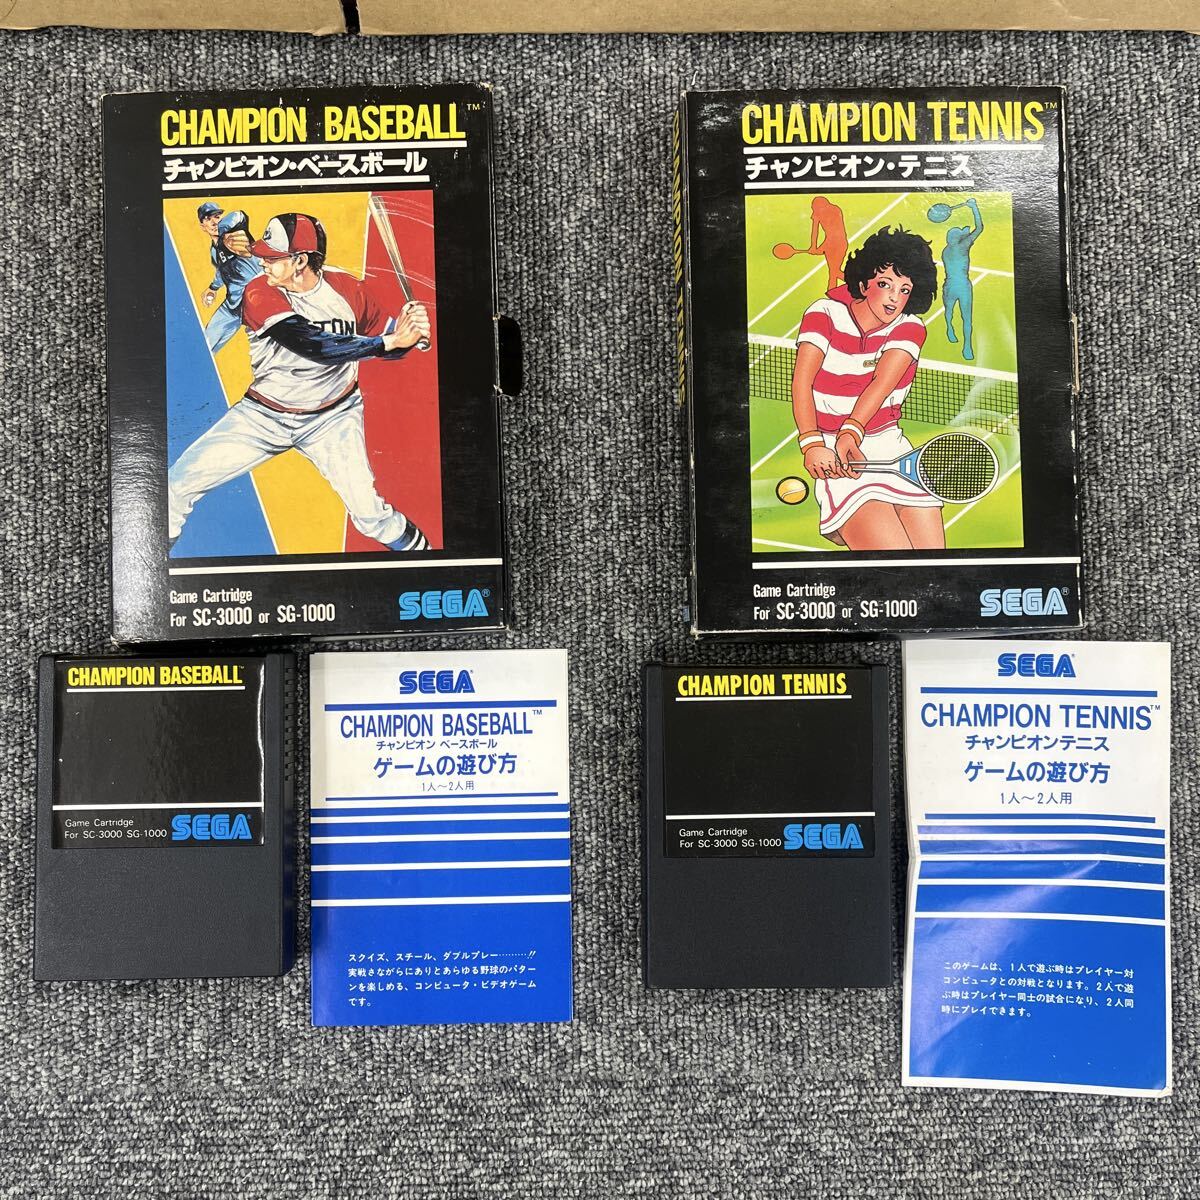 CHAMPION BASEBALL™
チャンピオン・ベースボール
TON
Game Cartridge
For SC-3000 or SG-1000
SEGA®
CHAMPION TENNIS™
チャンピオン・テニス
CHAMPION TENNIS
Game Cartridge
For SC-3000 or SG-1000
SEGA®
CHAMPION BASEBALL™
Game Cartridge
For SC-3000 SG-1000
SEGA
SEGA
CHAMPION BASEBALL™
チャンピオン ベースボール
ゲームの遊び方
1人〜2人用
スクイズ、スチール、ダブルプレー………!!
実戦さながらにありとあらゆる野球のパター
ンを楽しめる、コンピュータ・ビデオゲーム
です。
CHAMPION TENNIS
Game Cartridge
For SC-3000 SG-1000
SEGA
SEGA
CHAMPION TENNIS™
チャンピオンテニス
ゲームの遊び方
1人〜2人用
このゲームは、1人で遊ぶ時はプレイヤー対
コンピュータとの対戦となります。2人で遊
ぶ時はプレイヤー同士の試合になり、2人同
時にプレイできます。